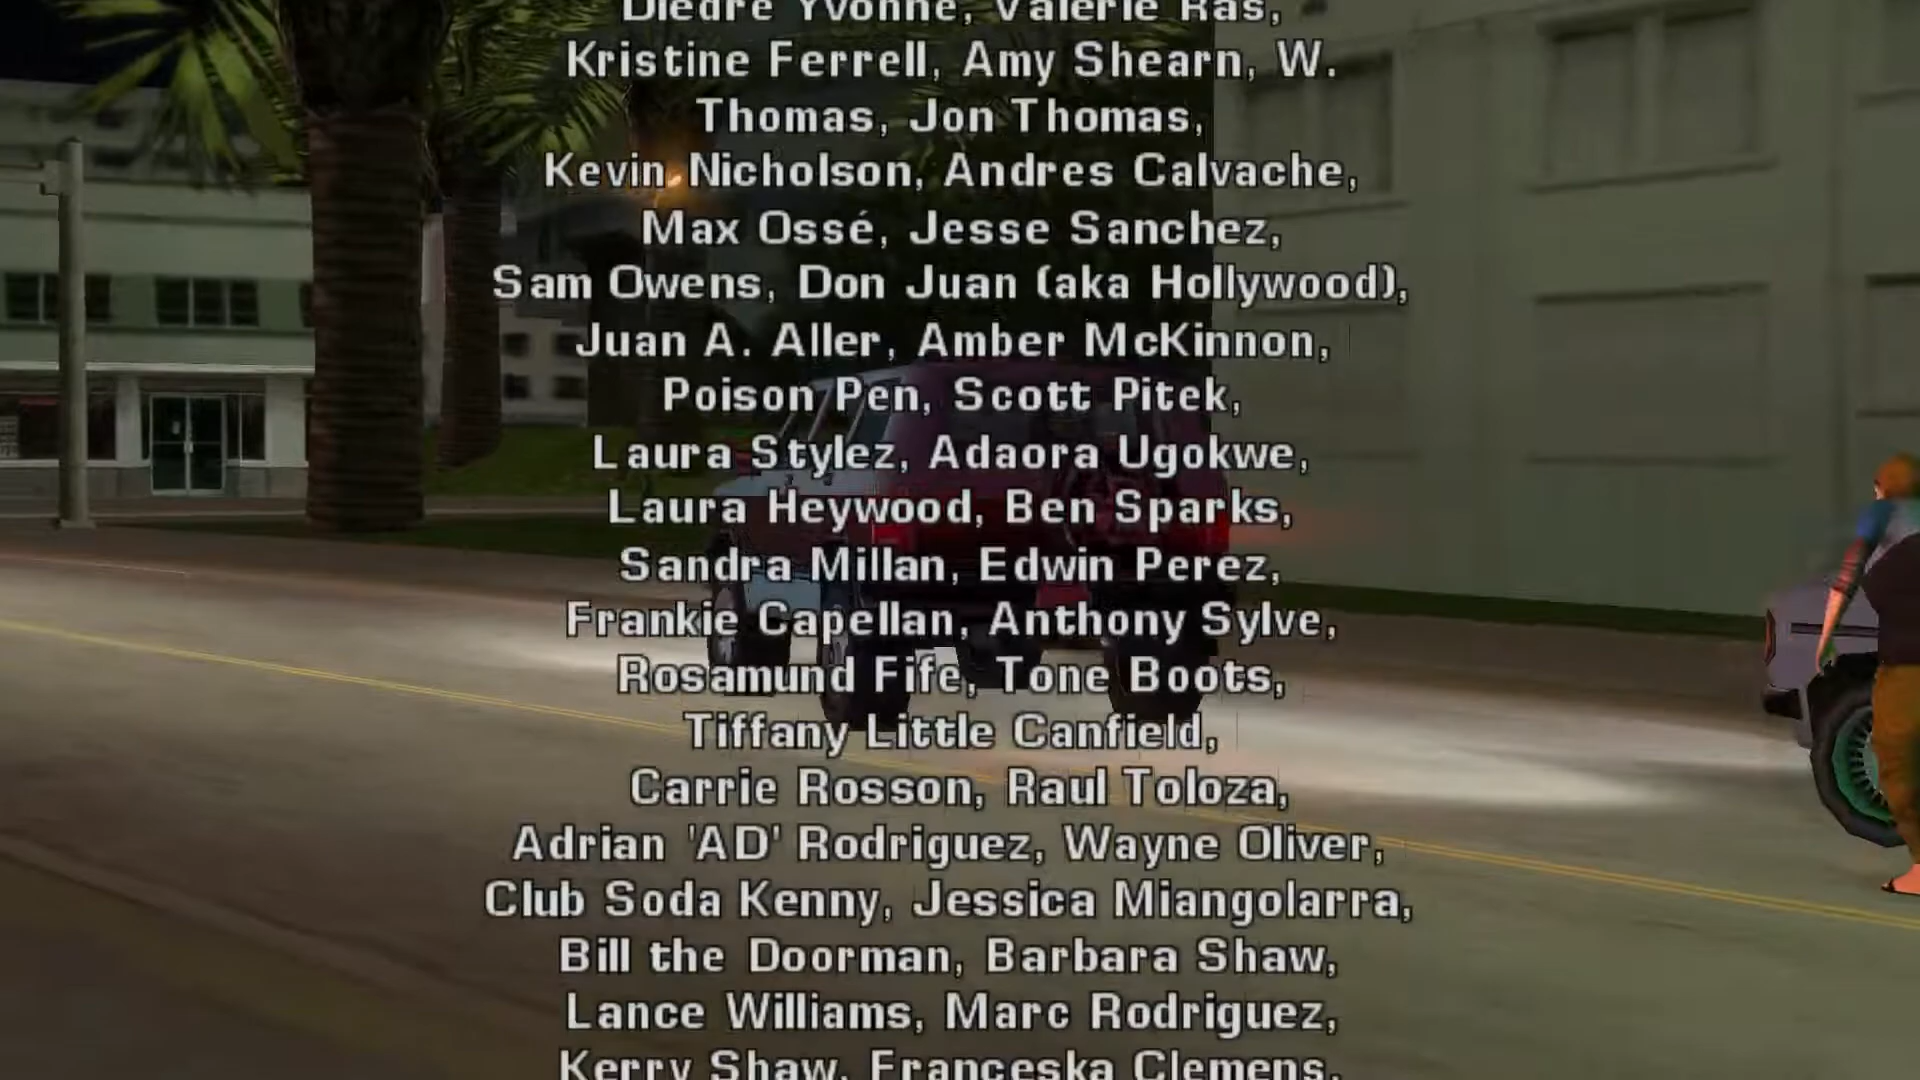 Diedre Yvonne, Valerie Ras,
Kristine Ferrell, Amy Shearn, W.
Thomas, Jon Thomas,
Kevin Nicholson, Andres Calvache,
Max Ossé, Jesse Sanchez,
Sam Owens, Don Juan (aka Hollywood),
Juan A. Aller, Amber McKinnon,
Poison Pen, Scott Pitek,
Laura Stylez, Adaora Ugokwe,
Laura Heywood, Ben Sparks,
Sandra Millan, Edwin Perez,
Frankie Capellan, Anthony Sylve,
Rosamund Fife, Tone Boots,
Tiffany Little Canfield,
Carrie Rosson, Raul Toloza,
Adrian 'AD' Rodriguez, Wayne Oliver,
Club Soda Kenny, Jessica Miangolarra,
Bill the Doorman, Barbara Shaw,
Lance Williams, Marc Rodriguez,
Kerry Shaw, Franceska Clemens,